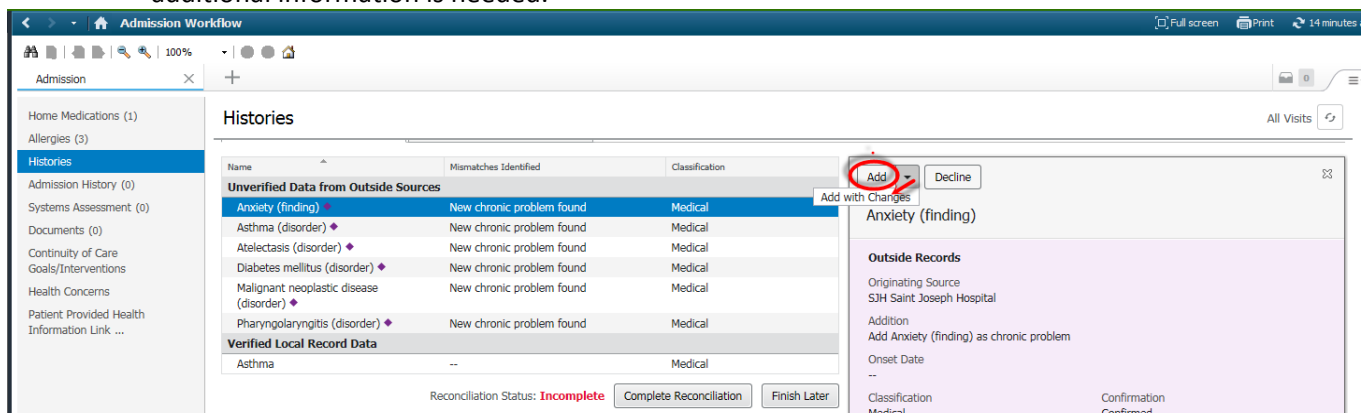 additional information is needed.
Admission Workflow
Full screen
Print
14 minutes
100%
Admission
0
Home Medications (1)
Allergies (3)
Histories
Admission History (0)
Systems Assessment (0)
Documents (0)
Continuity of Care
Goals/Interventions
Health Concerns
Patient Provided Health
Information Link ...
Histories
All Visits
Name Mismatches Identified Classification
Unverified Data from Outside Sources
Anxiety (finding) New chronic problem found Medical
Asthma (disorder) New chronic problem found Medical
Atelectasis (disorder) New chronic problem found Medical
Diabetes mellitus (disorder) New chronic problem found Medical
Malignant neoplastic disease New chronic problem found Medical
(disorder)
Pharyngolaryngitis (disorder) New chronic problem found Medical
Verified Local Record Data
Asthma -- Medical
Reconciliation Status: Incomplete Complete Reconciliation Finish Later
Add Decline
Add with Changes
Anxiety (finding)
Outside Records
Originating Source
SJH Saint Joseph Hospital
Addition
Add Anxiety (finding) as chronic problem
Onset Date
--
Classification Confirmation
Medical Confirmed